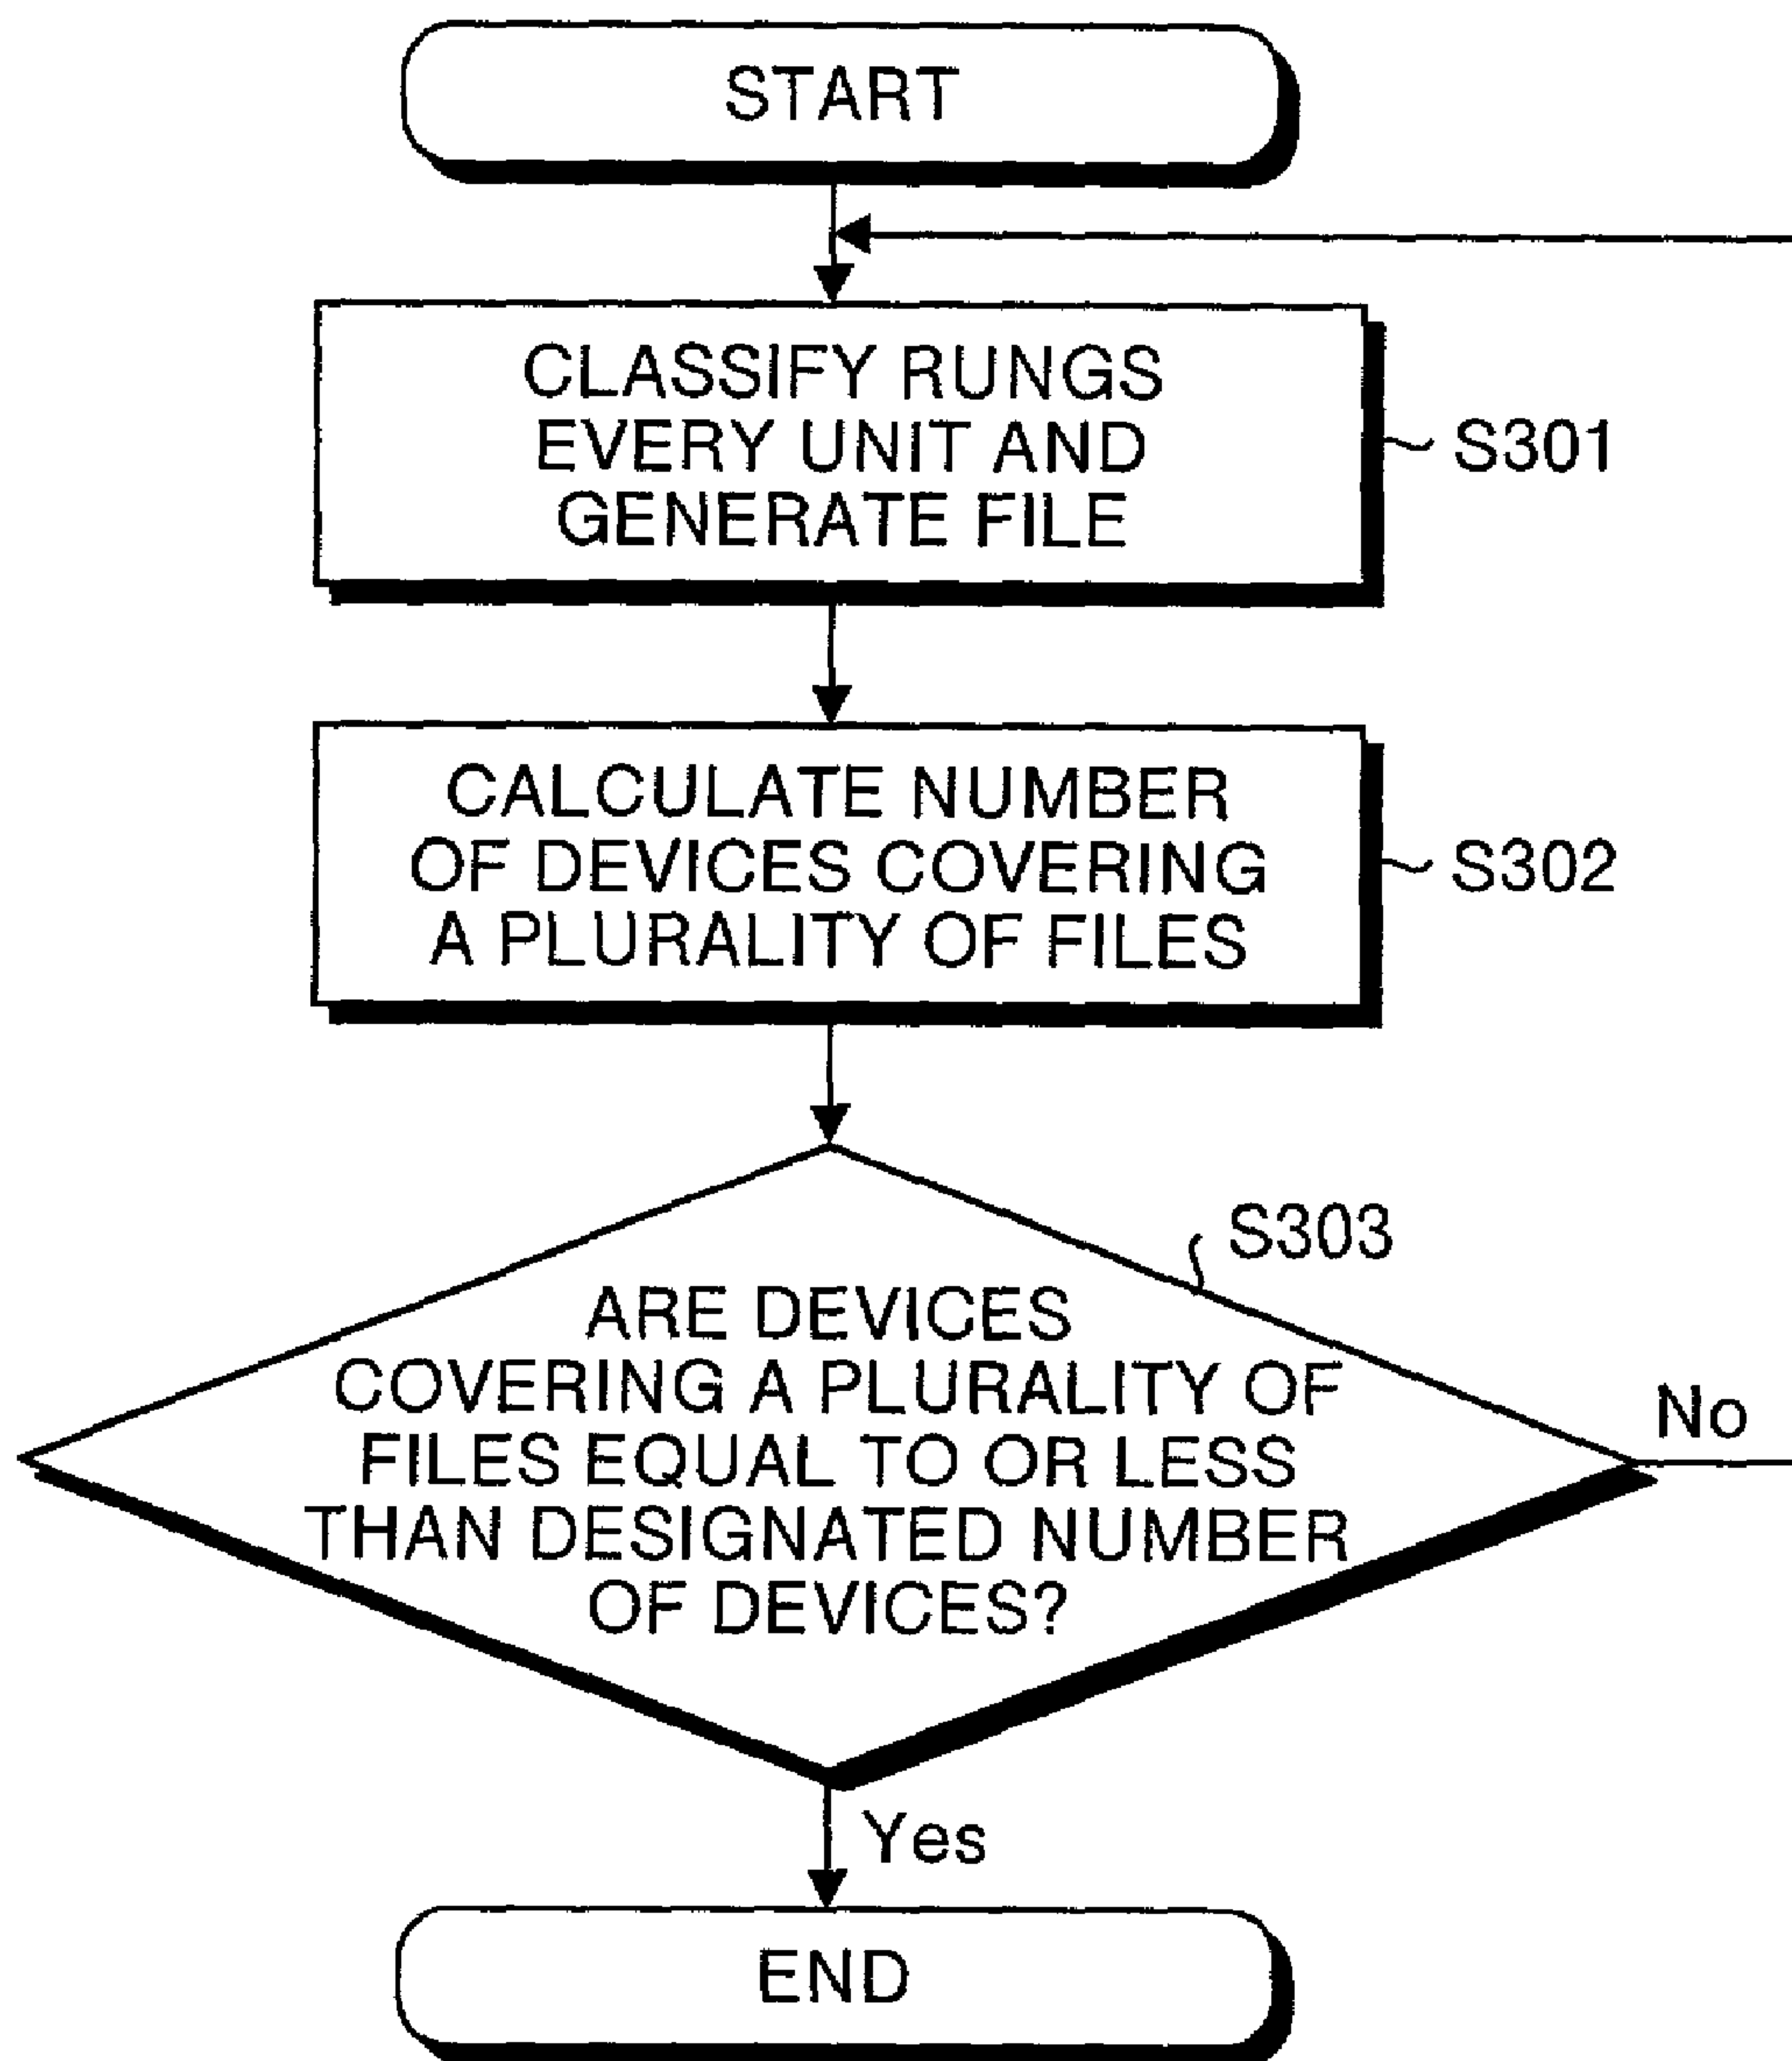 START
CLASSIFY RUNGS
EVERY UNIT AND
GENERATE FILE
S301
CALCULATE NUMBER
OF DEVICES COVERING
A PLURALITY OF FILES
S302
S303
ARE DEVICES
COVERING A PLURALITY OF
FILES EQUAL TO OR LESS
THAN DESIGNATED NUMBER
OF DEVICES?
No
Yes
END